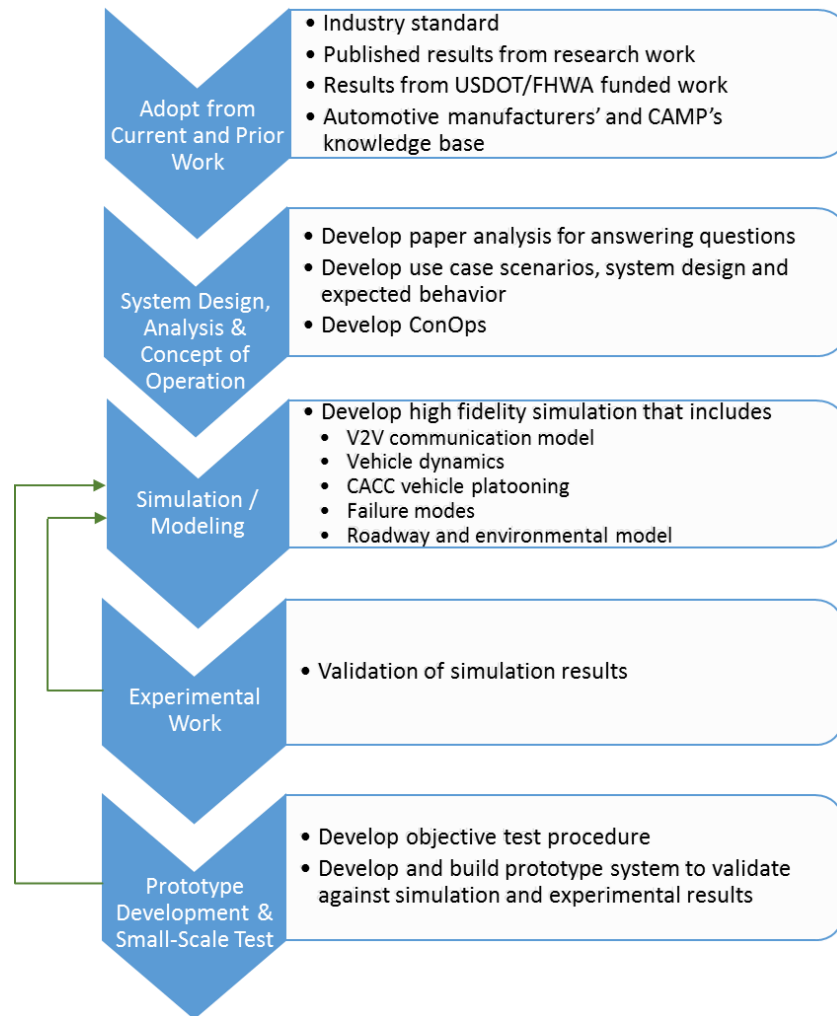 Adopt from
Current and Prior
Work
• Industry standard
• Published results from research work
• Results from USDOT/FHWA funded work
• Automotive manufacturers’ and CAMP’s
knowledge base
System Design,
Analysis &
Concept of
Operation
• Develop paper analysis for answering questions
• Develop use case scenarios, system design and
expected behavior
• Develop ConOps
Simulation /
Modeling
• Develop high fidelity simulation that includes
• V2V communication model
• Vehicle dynamics
• CACC vehicle platooning
• Failure modes
• Roadway and environmental model
Experimental
Work
• Validation of simulation results
Prototype
Development &
Small-Scale Test
• Develop objective test procedure
• Develop and build prototype system to validate
against simulation and experimental results